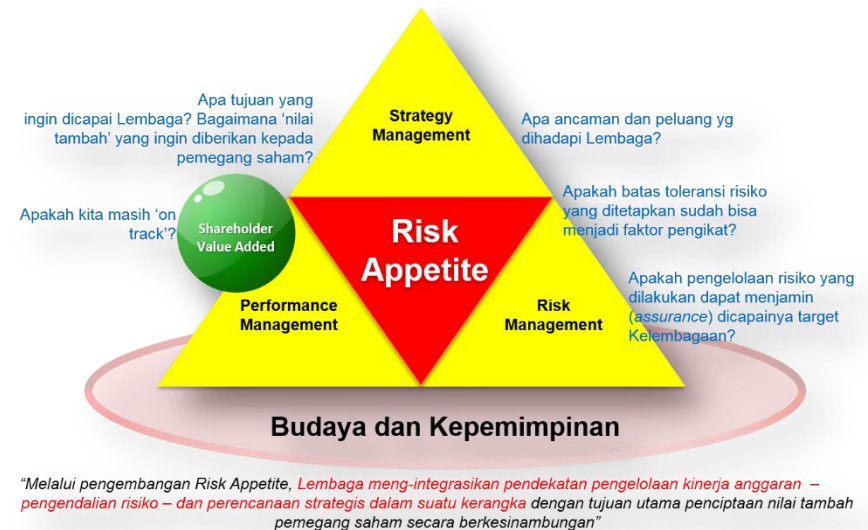 Apa tujuan yang
ingin dicapai Lembaga? Bagaimana ‘nilai
tambah’ yang ingin diberikan kepada
pemegang saham?
Strategy
Management
Apa ancaman dan peluang yg
dihadapi Lembaga?
Apakah kita masih ‘on
track’?
Shareholder
Value Added
Risk
Appetite
Apakah batas toleransi risiko
yang ditetapkan sudah bisa
menjadi faktor pengikat?
Performance
Management
Risk
Management
Apakah pengelolaan risiko yang
dilakukan dapat menjamin
(assurance) dicapainya target
Kelembagaan?
Budaya dan Kepemimpinan
“Melalui pengembangan Risk Appetite, Lembaga meng-integrasikan pendekatan pengelolaan kinerja anggaran –
pengendalian risiko – dan perencanaan strategis dalam suatu kerangka dengan tujuan utama penciptaan nilai tambah
pemegang saham secara berkesinambungan”